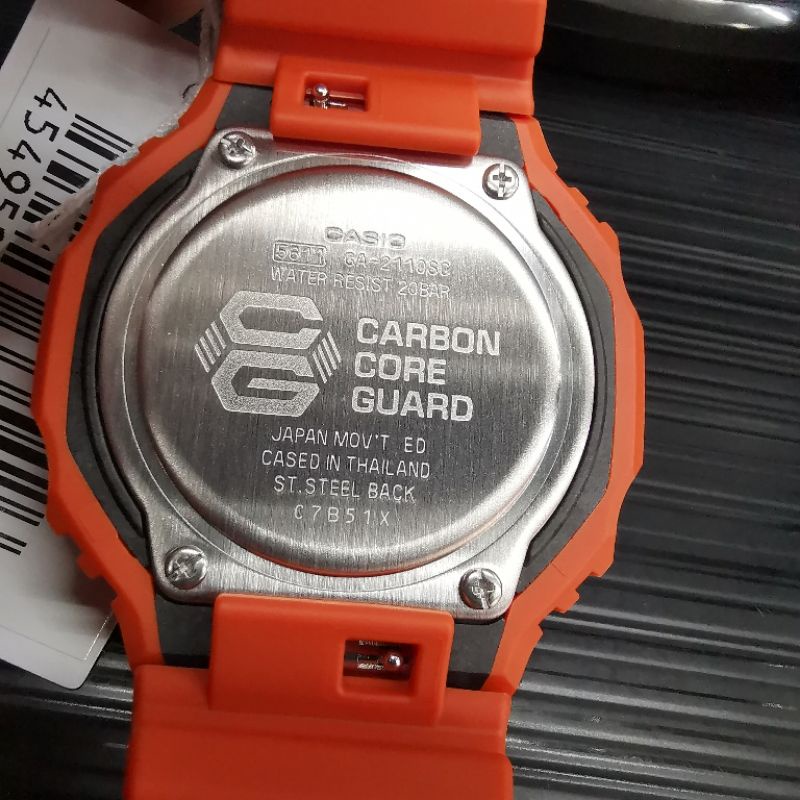 CASIO
5611 GA-2110SC
WATER RESIST 20BAR
CG
CARBON
CORE
GUARD
JAPAN MOV'T ED
CASED IN THAILAND
ST.STEEL BACK
C7B51X